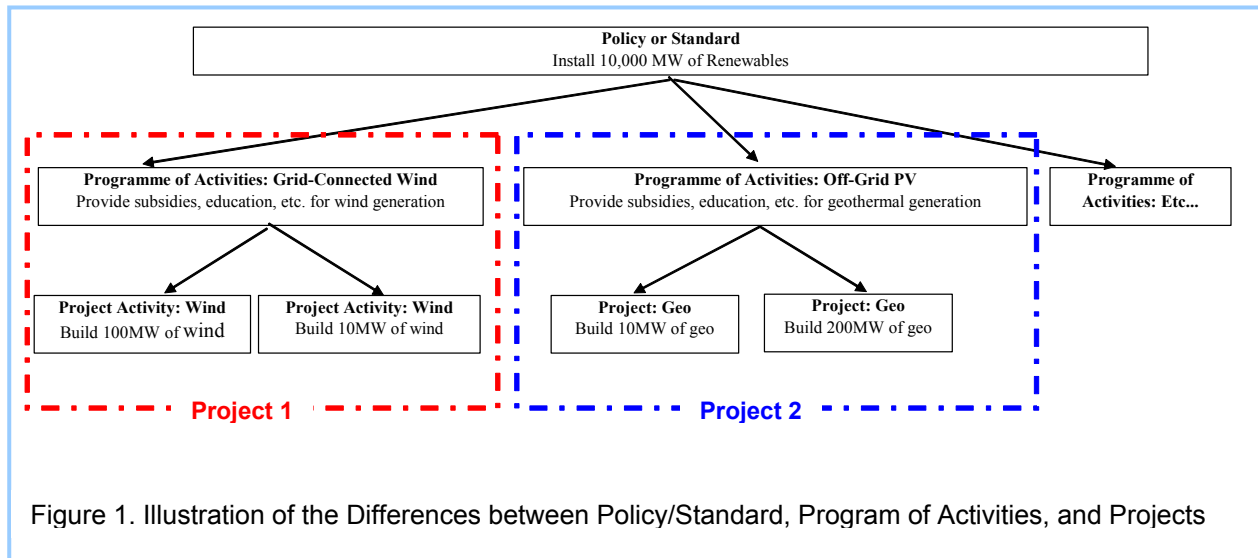 Policy or Standard
Install 10,000 MW of Renewables
Programme of Activities: Grid-Connected Wind
Provide subsidies, education, etc. for wind generation
Programme of Activities: Off-Grid PV
Provide subsidies, education, etc. for geothermal generation
Programme of
Activities: Etc...
Project Activity: Wind
Build 100MW of wind
Project Activity: Wind
Build 10MW of wind
Project: Geo
Build 10MW of geo
Project: Geo
Build 200MW of geo
Project 1
Project 2
Figure 1. Illustration of the Differences between Policy/Standard, Program of Activities, and Projects